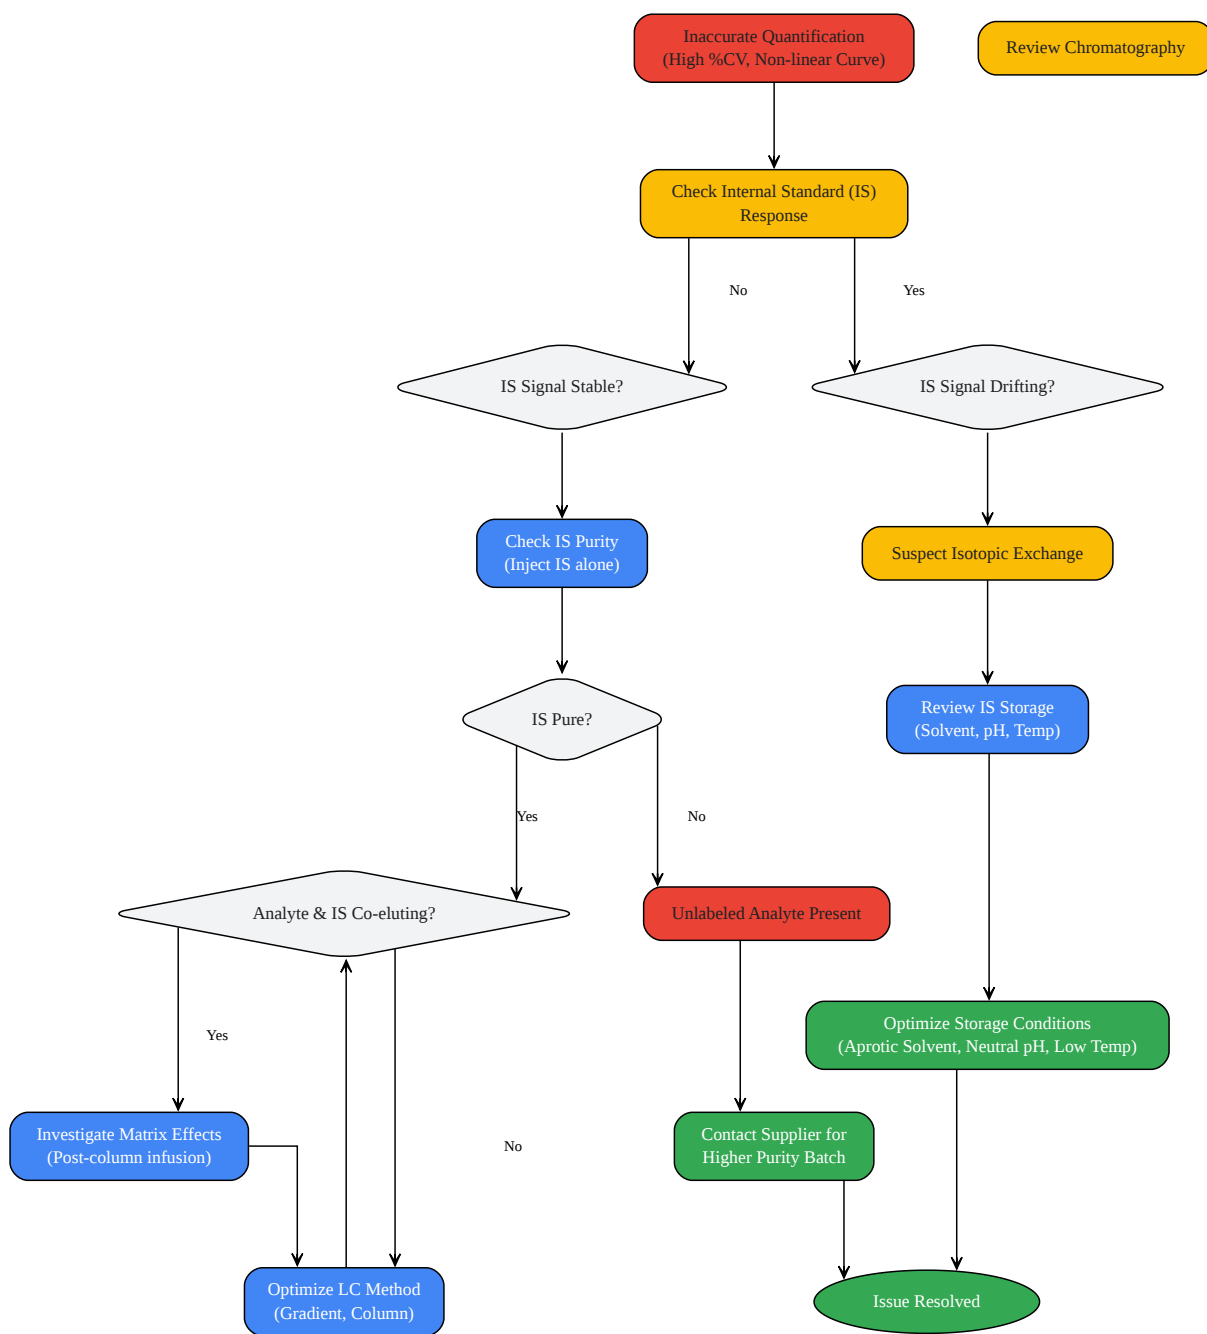 Inaccurate Quantification
(High %CV, Non-linear Curve)
Review Chromatography
Check Internal Standard (IS)
Response
No
Yes
IS Signal Stable?
IS Signal Drifting?
Check IS Purity
(Inject IS alone)
Suspect Isotopic Exchange
IS Pure?
Review IS Storage
(Solvent, pH, Temp)
Yes
No
Analyte & IS Co-eluting?
Unlabeled Analyte Present
Yes
Optimize Storage Conditions
(Aprotic Solvent, Neutral pH, Low Temp)
Investigate Matrix Effects
(Post-column infusion)
No
Contact Supplier for
Higher Purity Batch
Optimize LC Method
(Gradient, Column)
Issue Resolved